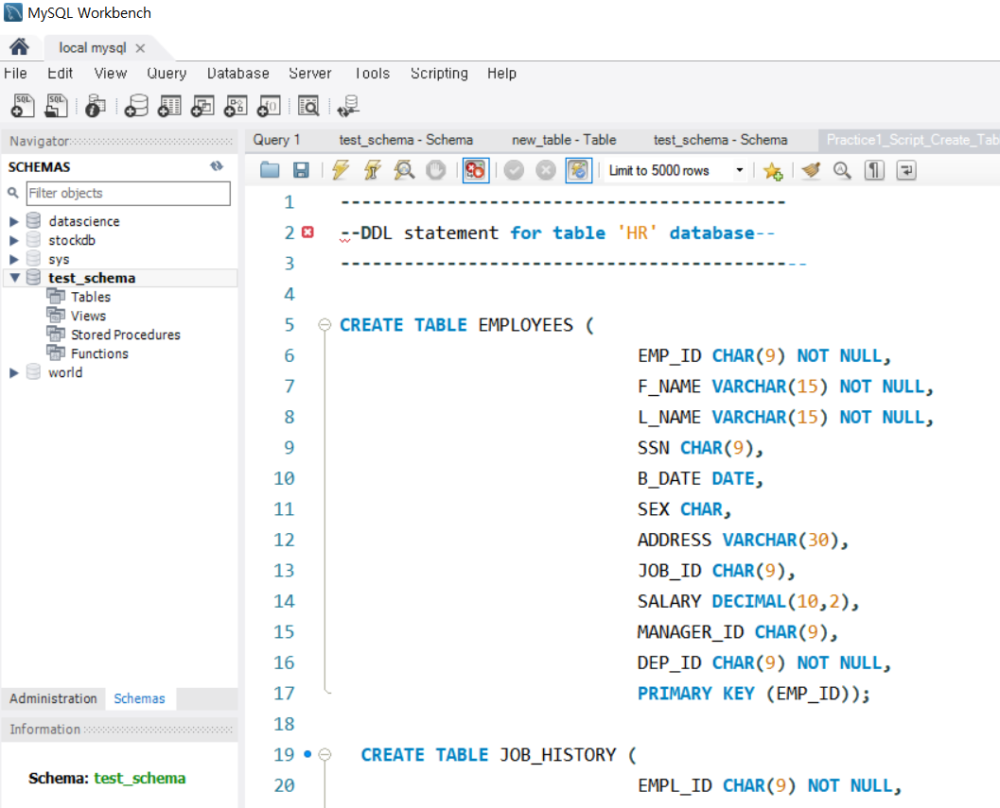 MySQL Workbench
local mysql
File Edit View Query Database Server Tools Scripting Help
Navigator
SCHEMAS
Filter objects
datascience
stockdb
sys
test_schema
Tables
Views
Stored Procedures
Functions
world
Administration Schemas
Information
Schema: test_schema
Query 1 test_schema - Schema new_table - Table test_schema - Schema Practice1_Script_Create_Tab
Limit to 5000 rows
1 ------------------------------------------
2 --DDL statement for table 'HR' database--
3 --------------------------------------------
4
5 CREATE TABLE EMPLOYEES (
6 EMP_ID CHAR(9) NOT NULL,
7 F_NAME VARCHAR(15) NOT NULL,
8 L_NAME VARCHAR(15) NOT NULL,
9 SSN CHAR(9),
10 B_DATE DATE,
11 SEX CHAR,
12 ADDRESS VARCHAR(30),
13 JOB_ID CHAR(9),
14 SALARY DECIMAL(10,2),
15 MANAGER_ID CHAR(9),
16 DEP_ID CHAR(9) NOT NULL,
17 PRIMARY KEY (EMP_ID));
18
19 CREATE TABLE JOB_HISTORY (
20 EMPL_ID CHAR(9) NOT NULL,